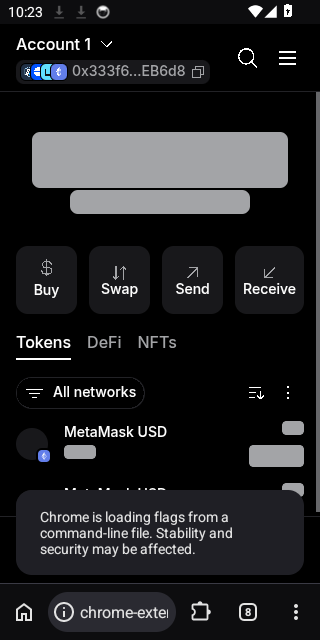 10:23
Account 1
0x333f6...EB6d8
Buy
Swap
Send
Receive
Tokens DeFi NFTs
All networks
MetaMask USD
Chrome is loading flags from a
command-line file. Stability and
security may be affected.
chrome-exte
8